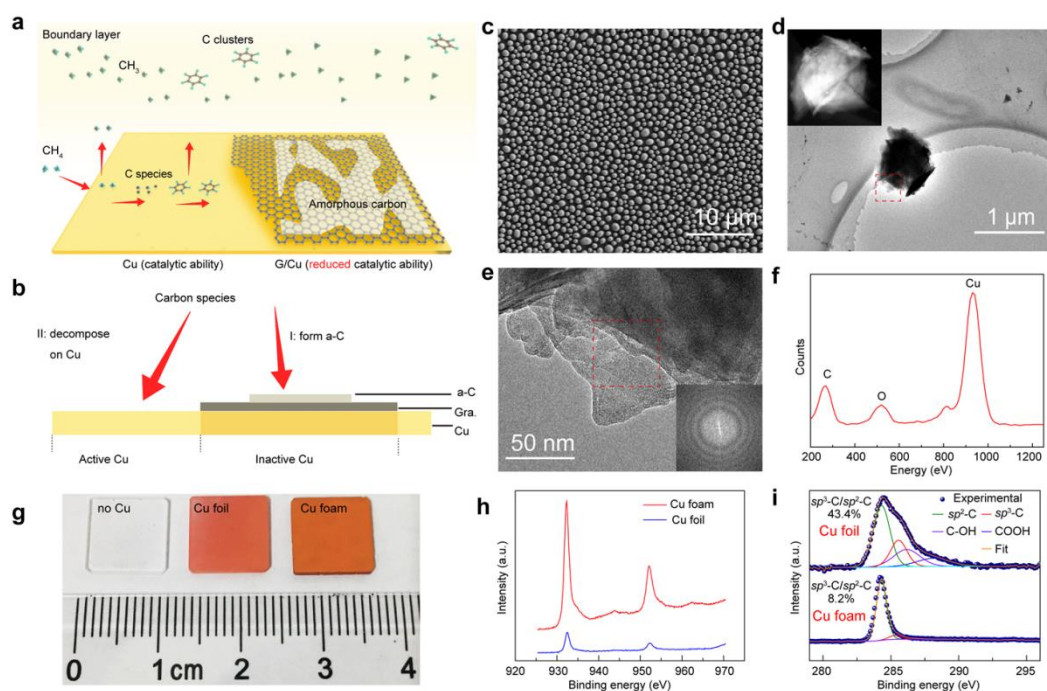 a
Boundary layer
C clusters
CH3
CH4
C species
Amorphous carbon
Cu (catalytic ability)
G/Cu (reduced catalytic ability)
b
Carbon species
II: decompose
on Cu
I: form a-C
a-C
Gra.
Cu
Active Cu
Inactive Cu
c
10 μm
d
1 μm
e
50 nm
f
Cu
C
O
Counts
200 400 600 800 1000 1200
Energy (eV)
g
no Cu
Cu foil
Cu foam
0 1 cm 2 3 4
h
Cu foam
Cu foil
Intensity (a.u.)
920 930 940 950 960 970
Binding energy (eV)
i
sp³-C/sp²-C
43.4%
Cu foil
Experimental
sp²-C sp³-C
C-OH COOH
Fit
sp³-C/sp²-C
8.2%
Cu foam
Intensity (a.u.)
280 285 290 295
Binding energy (eV)